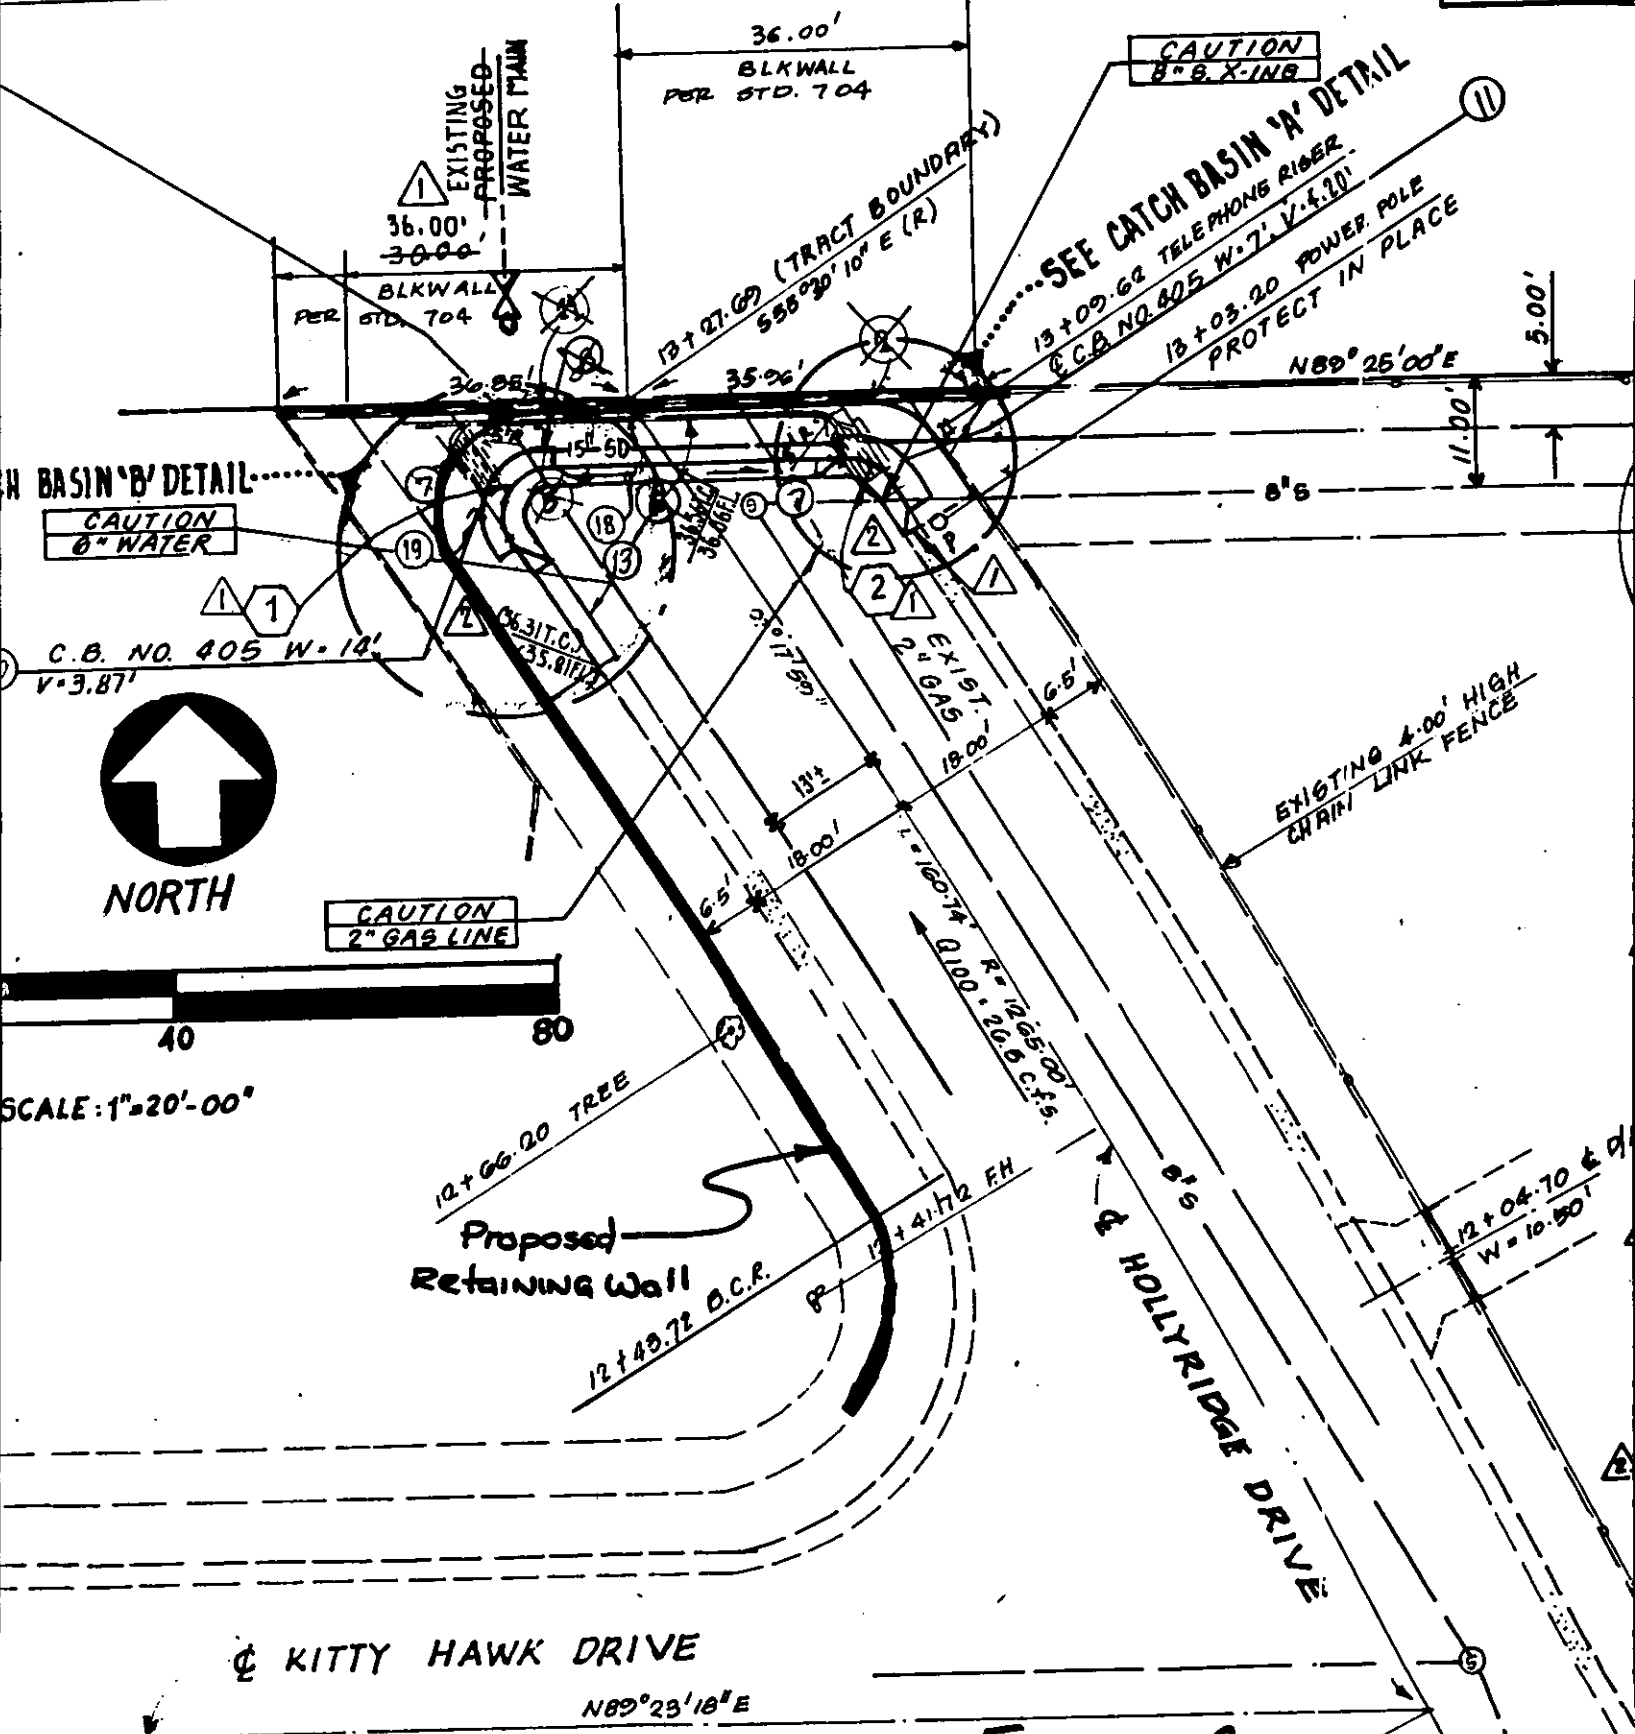 36.00'
BLKWALL
PER STD. 704
CAUTION
8" S. X-ING
EXISTING
PROPOSED
WATER MAIN
1
36.00'
30.00'
BLKWALL
PER STD. 704
13+27.69 (TRACT BOUNDARY)
E (R)
SEE CATCH BASIN 'A' DETAIL
11
13+09.62 TELEPHONE RISER
℄ C.B. NO. 405 W=7', V=4.20'
13+03.20 POWER POLE
PROTECT IN PLACE
N89°25'00"E
5.00'
11.00'
36.85'
35.96'
15" SD
H BASIN 'B' DETAIL
CAUTION
6" WATER
7
19
18
13
9
7
8"S
2
2
1
1
P
1
1
2
C.B. NO. 405 W=14'
V=3.87'
(36.31 T.C.)
(35.81 FL)
17'59"
EXIST.
2" GAS
6.5'
18.00'
13'±
18.00'
6.5'
EXISTING 4.00' HIGH
CHAIN LINK FENCE
NORTH
CAUTION
2" GAS LINE
L=160.74' R=1265.00'
Q100=26.8 c.f.s.
40
80
SCALE: 1"=20'-00"
12+66.20 TREE
Proposed
Retaining Wall
12+43.72 B.C.R.
12+41.72 F.H
8"S
℄ HOLLYRIDGE DRIVE
12+04.70 ℄ D/
W=10.50'
2
℄ KITTY HAWK DRIVE
N89°23'18"E
S